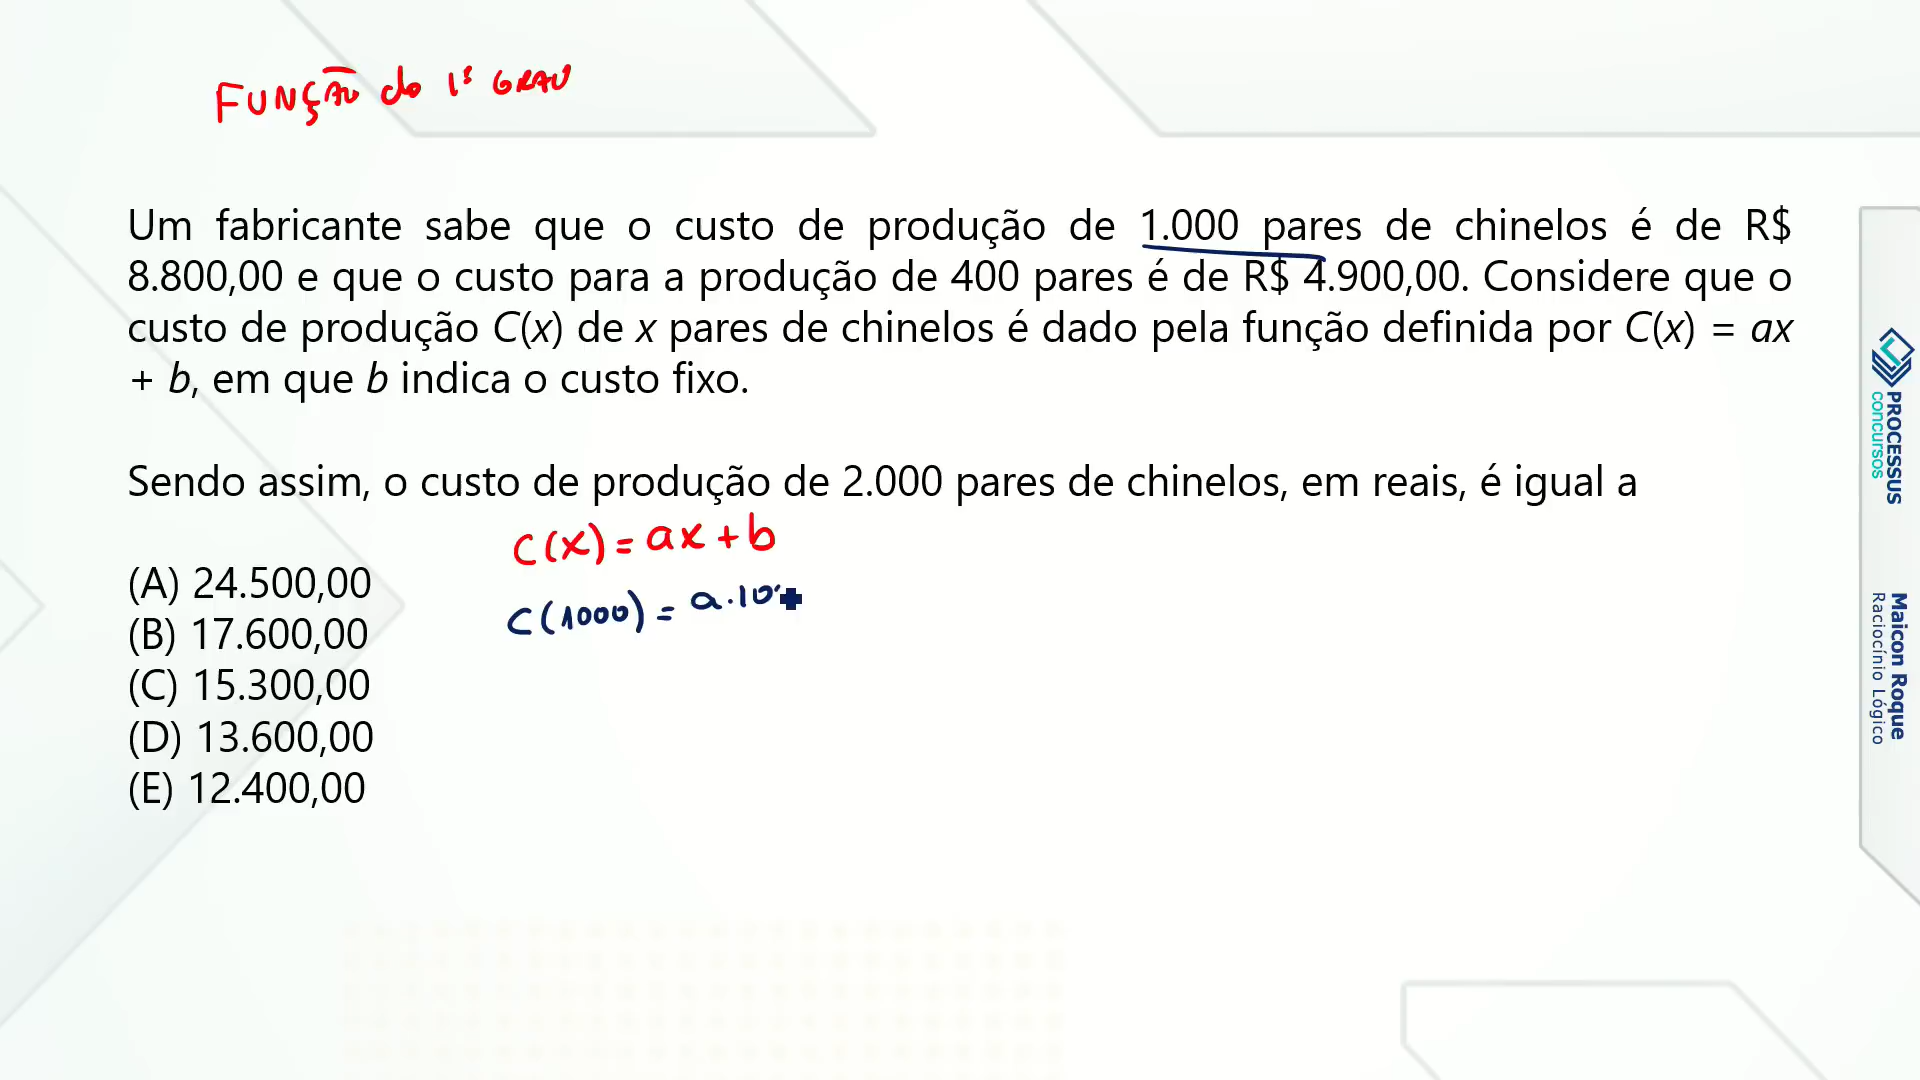 FUNÇÃO do 1º GRAU
Um fabricante sabe que o custo de produção de 1.000 pares de chinelos é de R$
8.800,00 e que o custo para a produção de 400 pares é de R$ 4.900,00. Considere que o
custo de produção C(x) de x pares de chinelos é dado pela função definida por C(x) = ax
+ b, em que b indica o custo fixo.
Sendo assim, o custo de produção de 2.000 pares de chinelos, em reais, é igual a
C(x) = ax + b
(A) 24.500,00
C(1000) = a.10
(B) 17.600,00
(C) 15.300,00
(D) 13.600,00
(E) 12.400,00
PROCESSUS
concursos
Maicon Roque
Raciocínio Lógico